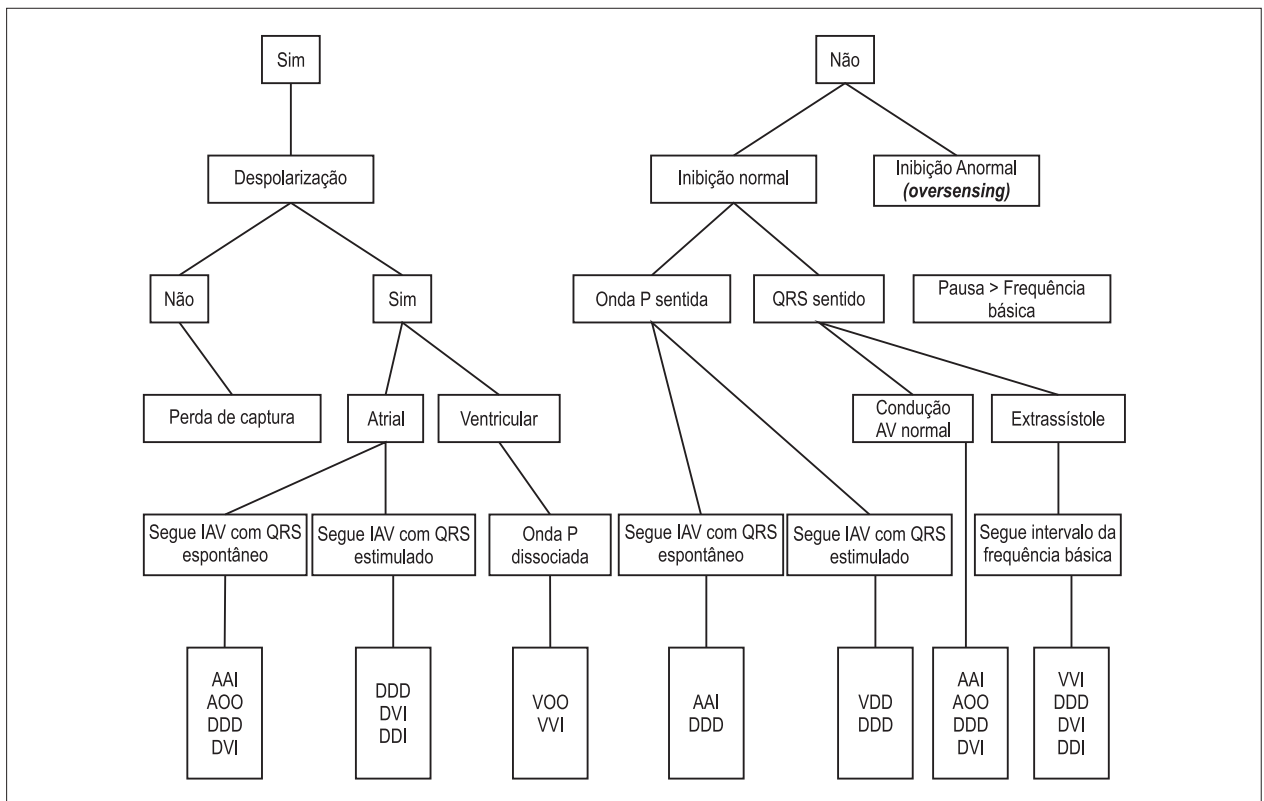 Sim
Não
Despolarização
Inibição normal
Inibição Anormal
(oversensing)
Não
Sim
Onda P sentida
QRS sentido
Pausa > Frequência
básica
Perda de captura
Atrial
Ventricular
Condução
AV normal
Extrassístole
Segue IAV com QRS
espontâneo
Segue IAV com QRS
estimulado
Onda P
dissociada
Segue IAV com QRS
espontâneo
Segue IAV com QRS
estimulado
Segue intervalo da
frequência básica
AAI
AOO
DDD
DVI
DDD
DVI
DDI
VOO
VVI
AAI
DDD
VDD
DDD
AAI
AOO
DDD
DVI
VVI
DDD
DVI
DDI